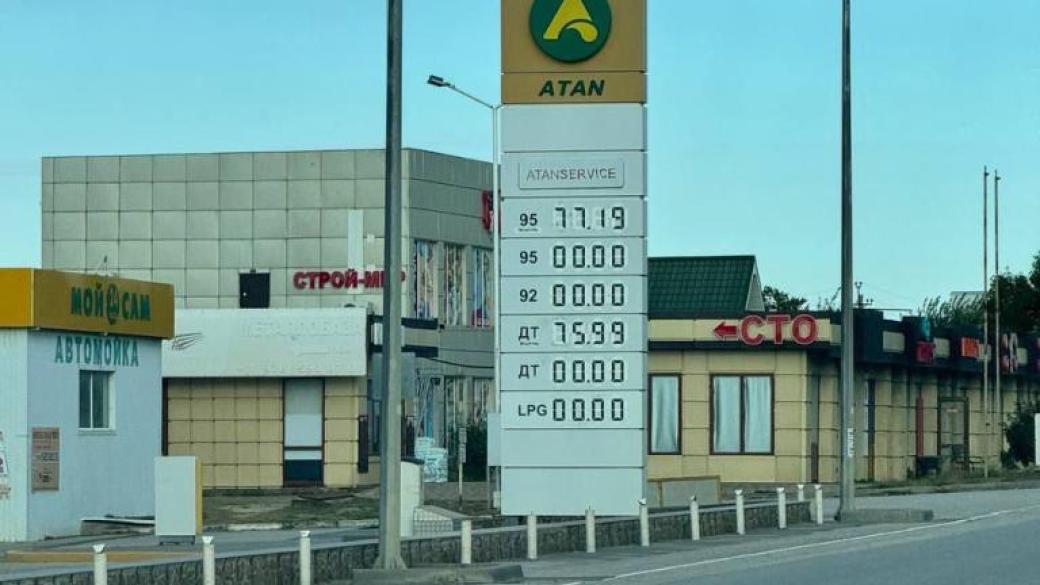 ATAN
ATANSERVICE
95 77.19
95 00.00
92 00.00
ДТ 75.99
ДТ 00.00
LPG 00.00
СТРОЙ-МИР
МОЙ САМ
АВТОМОЙКА
СТО